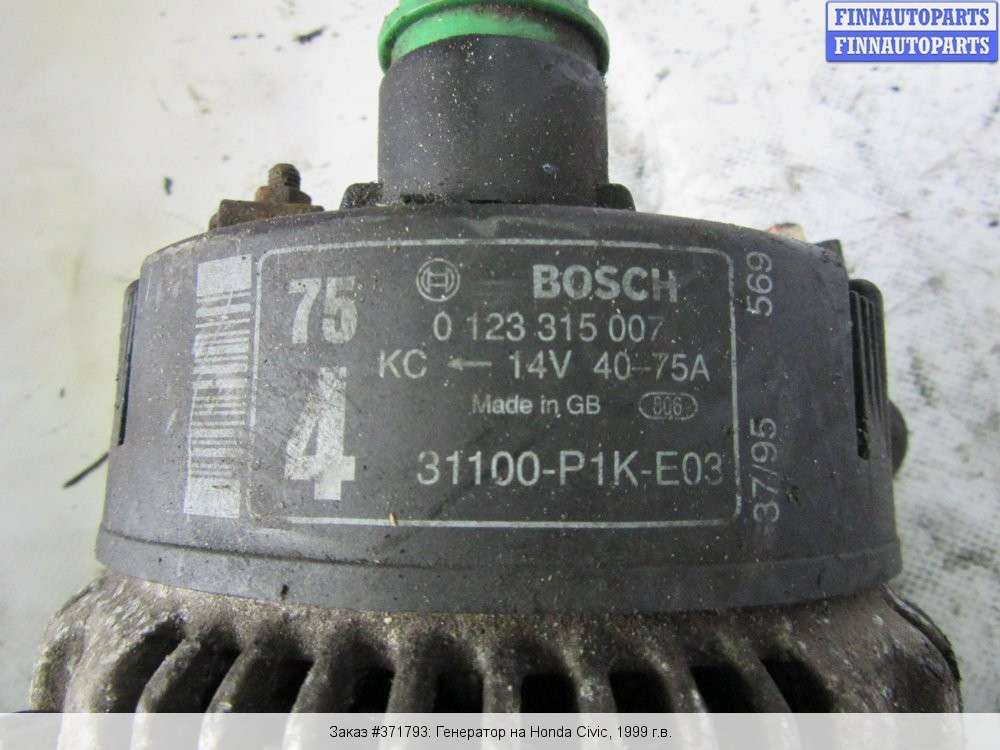 FINNAUTOPARTS
FINNAUTOPARTS
75
4
BOSCH
0 123 315 007
KC ← 14V 40-75A
Made in GB 806
31100-P1K-E03
569
37/95
Заказ #371793: Генератор на Honda Civic, 1999 г.в.